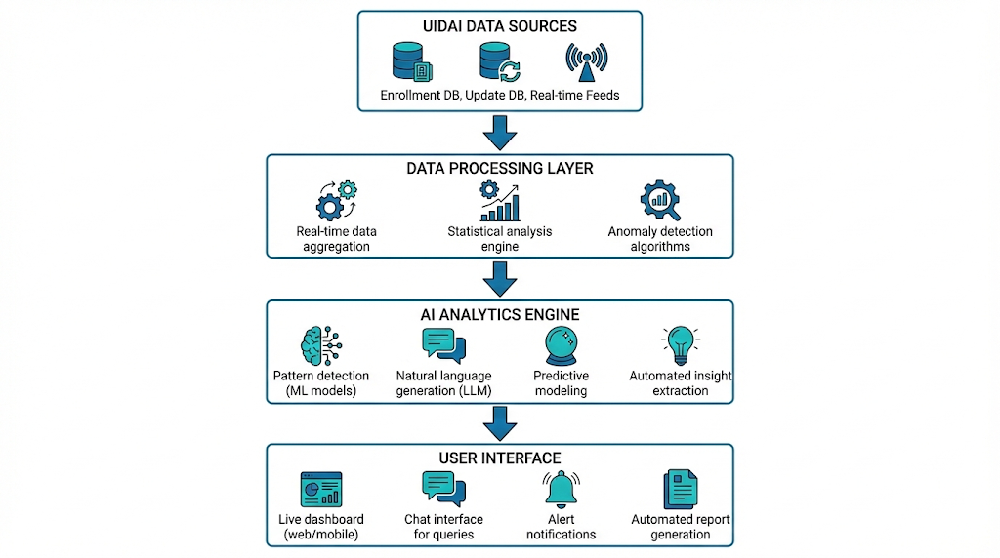 UIDAI DATA SOURCES
Enrollment DB, Update DB, Real-time Feeds
DATA PROCESSING LAYER
Real-time data
aggregation
Statistical analysis
engine
Anomaly detection
algorithms
AI ANALYTICS ENGINE
Pattern detection
(ML models)
Natural language
generation (LLM)
Predictive
modeling
Automated insight
extraction
USER INTERFACE
Live dashboard
(web/mobile)
Chat interface
for queries
Alert
notifications
Automated report
generation